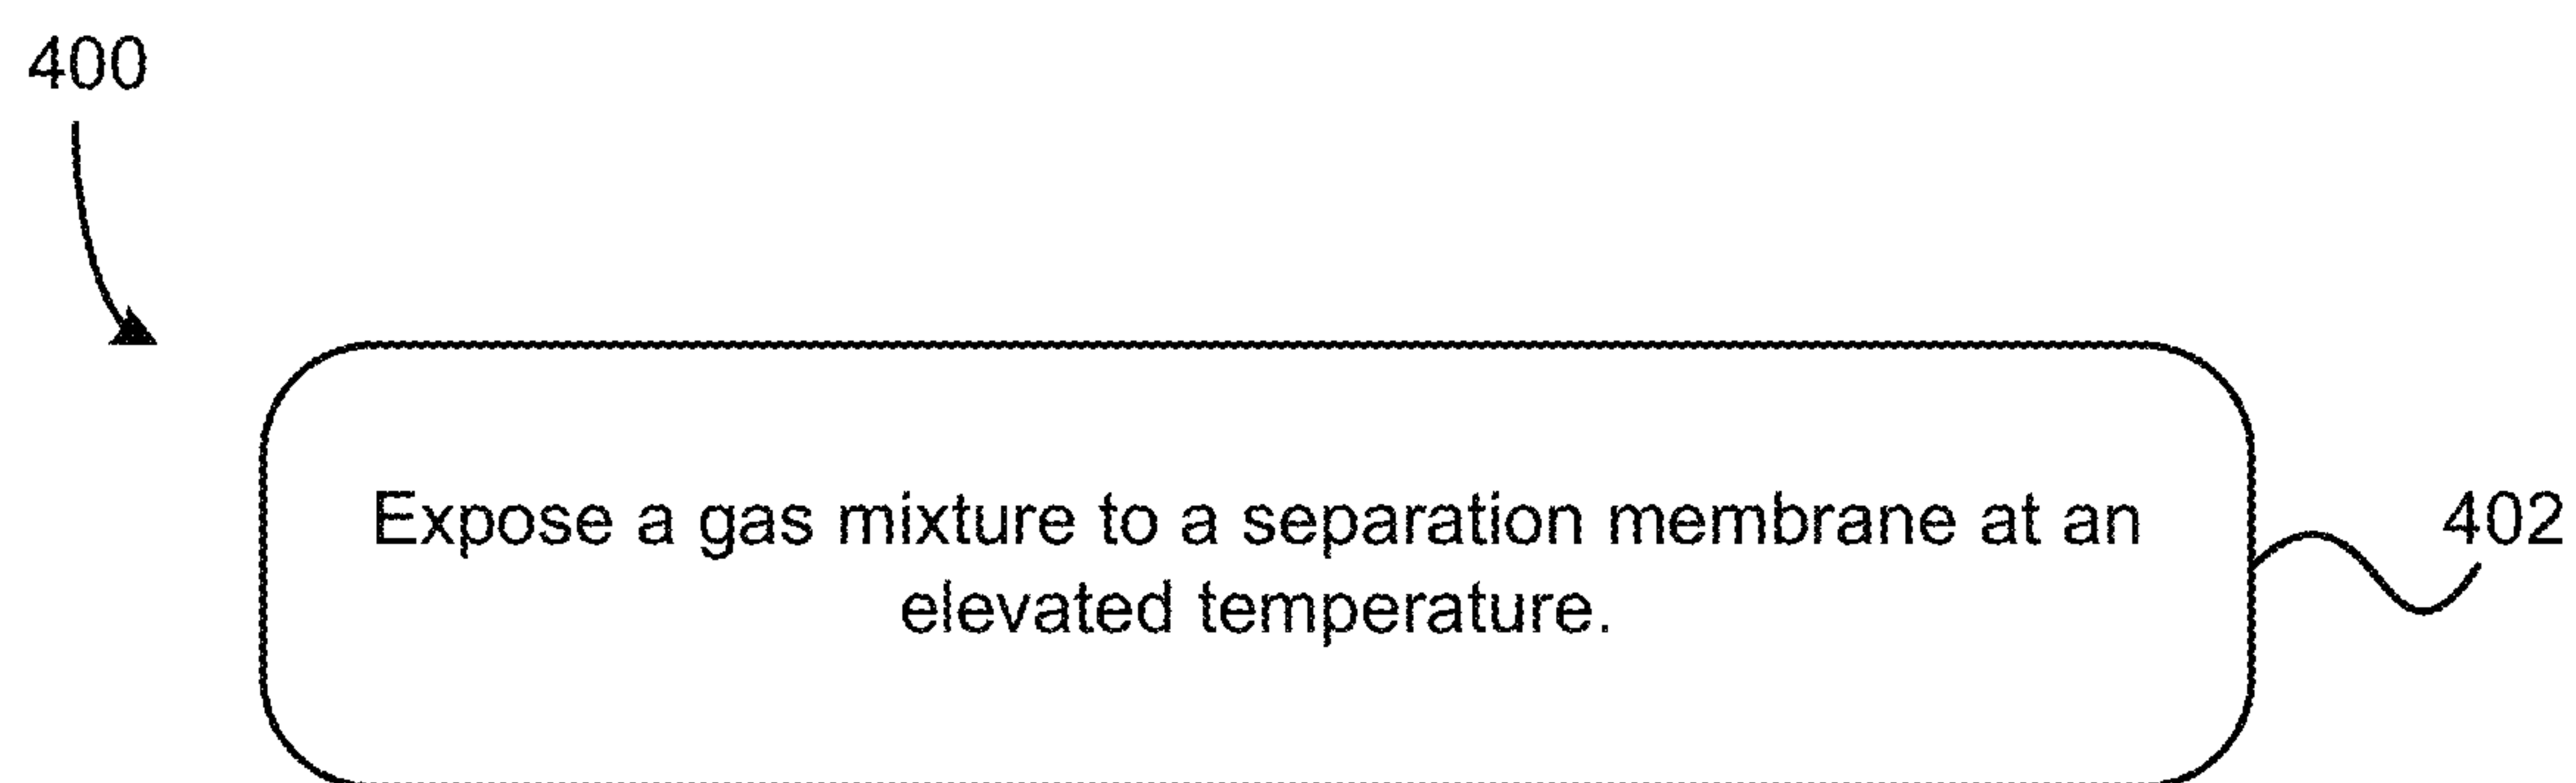 400
Expose a gas mixture to a separation membrane at an
402
elevated temperature.